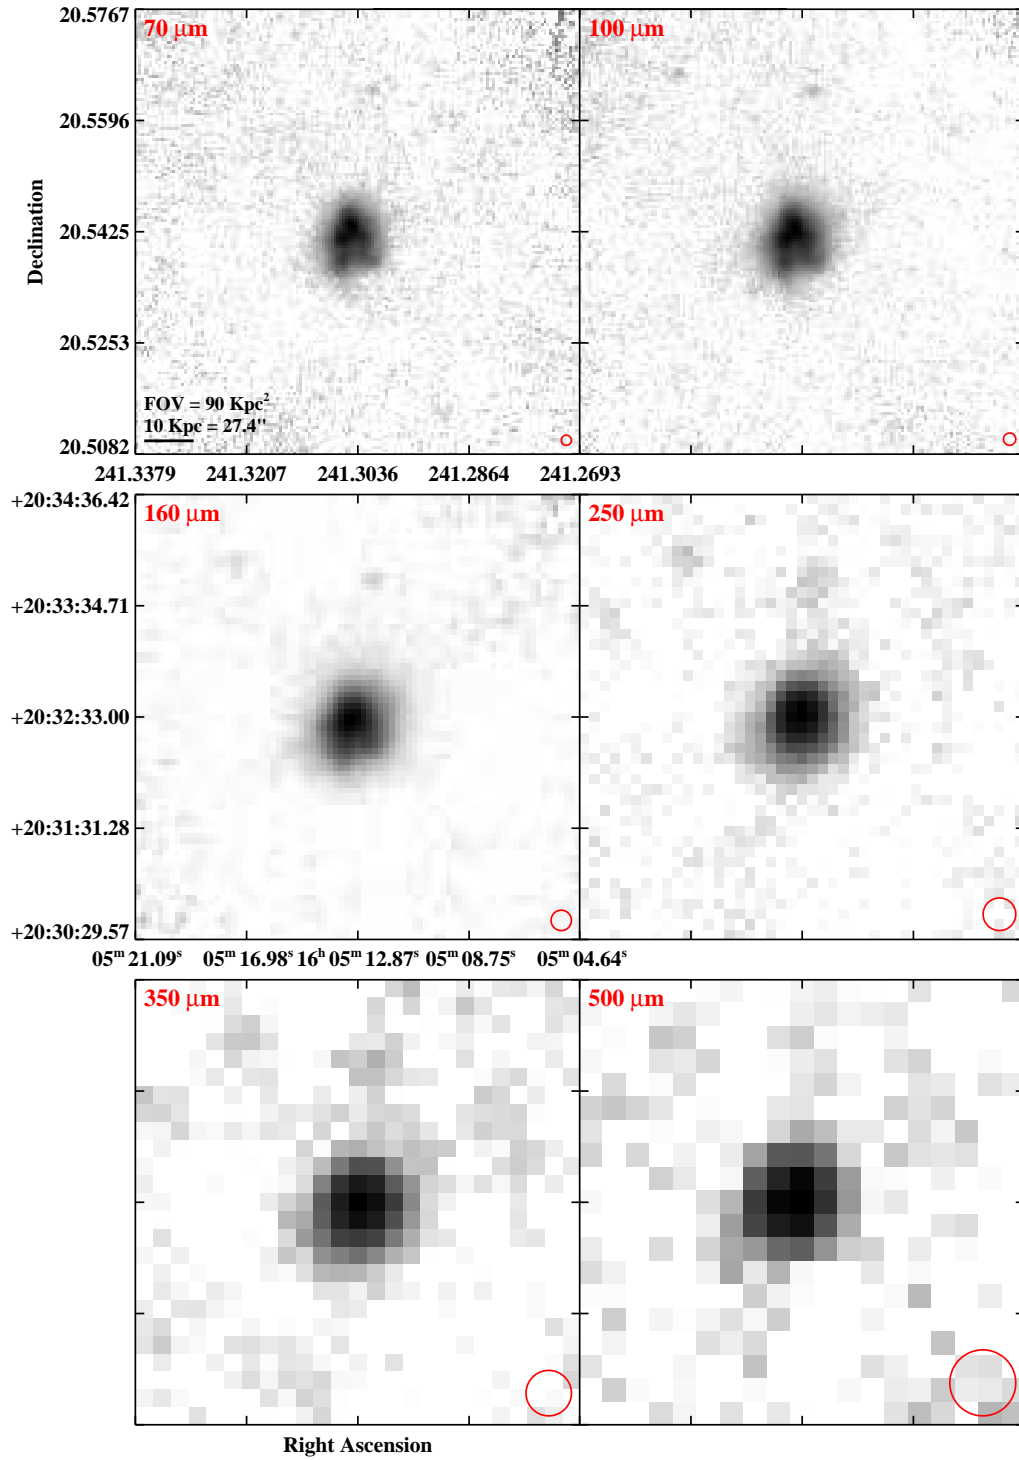 20.5767
70 μm
100 μm
20.5596
Declination
20.5425
20.5253
FOV = 90 Kpc²
10 Kpc = 27.4"
20.5082
241.3379 241.3207 241.3036 241.2864 241.2693
+20:34:36.42
160 μm
250 μm
+20:33:34.71
+20:32:33.00
+20:31:31.28
+20:30:29.57
05ᵐ 21.09ˢ 05ᵐ 16.98ˢ 16ʰ 05ᵐ 12.87ˢ 05ᵐ 08.75ˢ 05ᵐ 04.64ˢ
350 μm
500 μm
Right Ascension